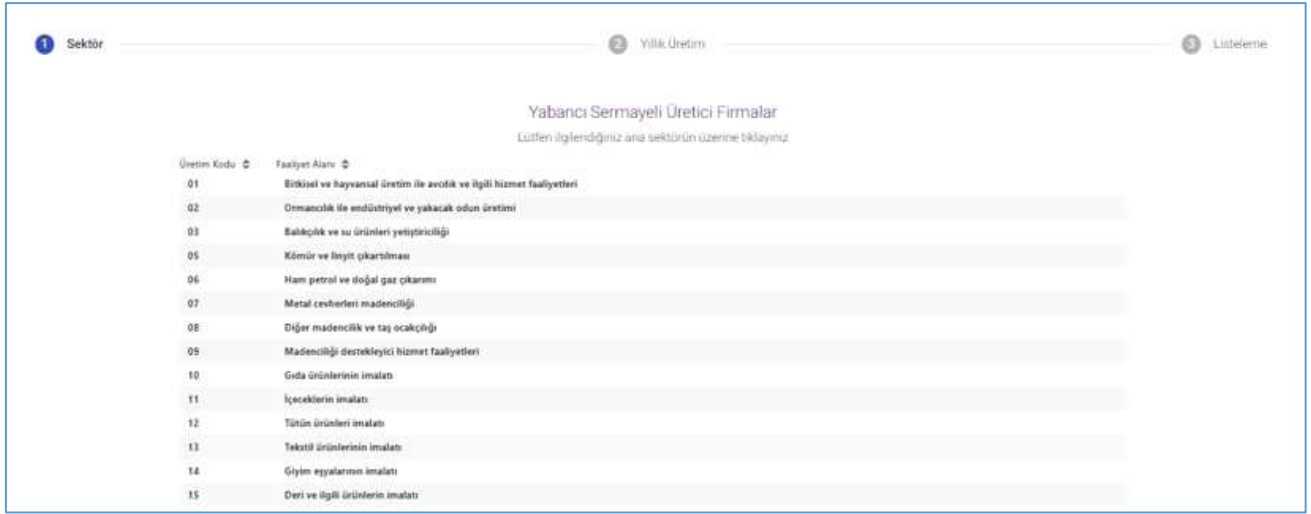 1 Sektör 2 Yıllık Üretim 3 Listeleme
Yabancı Sermayeli Üretici Firmalar
Lütfen ilgilendiğiniz ana sektörün üzerine tıklayınız
Üretim Kodu Faaliyet Alanı
01 Bitkisel ve hayvansal üretim ile avcılık ve ilgili hizmet faaliyetleri
02 Ormancılık ile endüstriyel ve yakacak odun üretimi
03 Balıkçılık ve su ürünleri yetiştiriciliği
05 Kömür ve linyit çıkartılması
06 Ham petrol ve doğal gaz çıkarımı
07 Metal cevherleri madenciliği
08 Diğer madencilik ve taş ocakçılığı
09 Madenciliği destekleyici hizmet faaliyetleri
10 Gıda ürünlerinin imalatı
11 İçeceklerin imalatı
12 Tütün ürünleri imalatı
13 Tekstil ürünlerinin imalatı
14 Giyim eşyalarının imalatı
15 Deri ve ilgili ürünlerin imalatı